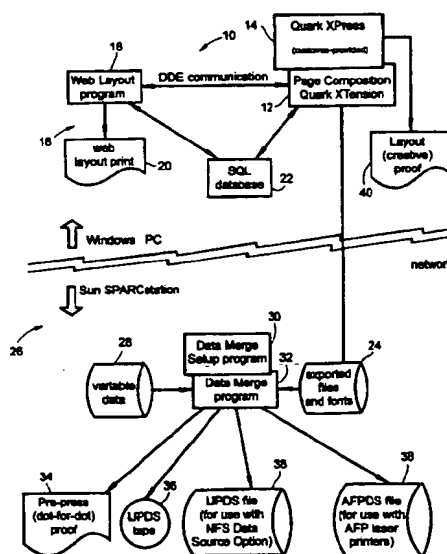 14
Quark XPress
(customer-provided)
10
18
Web Layout
program
DDE communication
Page Composition
Quark XTension
12
16
web
layout print
20
SQL
database
22
Layout
(creative)
proof
40
Windows PC
network
Sun SPARCstation
26
30
28
Data Merge
Setup program
32
24
variable
data
Data Merge
program
exported
files
and fonts
34
36
38
38
Pre-press
(dot-for-dot)
proof
IJPDS
tape
IJPDS file
(for use with
NFS Data
Source Option)
AFPDS file
(for use with
AFP laser
printers)